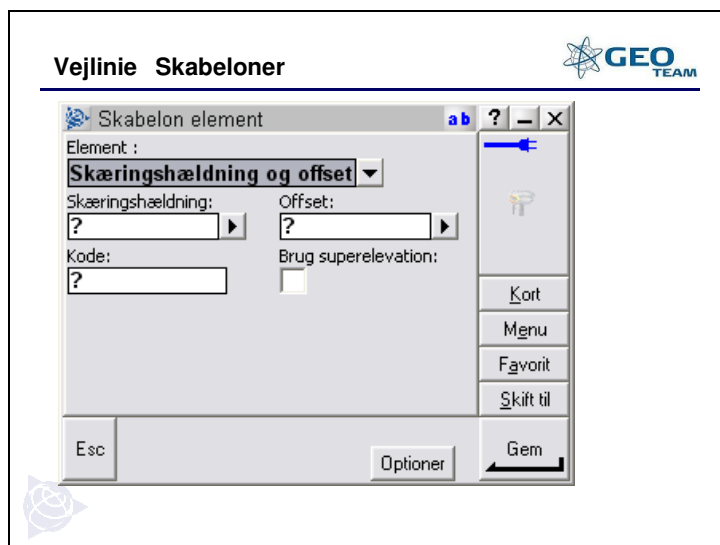 Vejlinie Skabeloner
GEO
TEAM
Skabelon element
ab
? – X
Element :
Skæringshældning og offset
Skæringshældning: Offset:
? ?
Kode: Brug superelevation:
?
Kort
Menu
Favorit
Skift til
Esc Optioner Gem